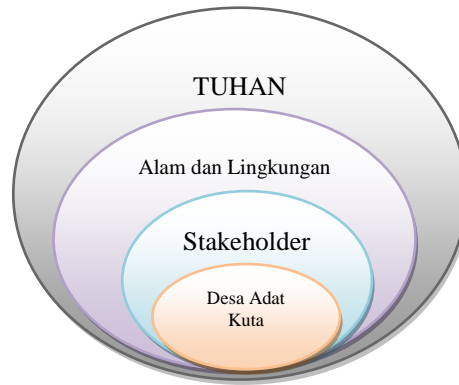 TUHAN
Alam dan Lingkungan
Stakeholder
Desa Adat
Kuta